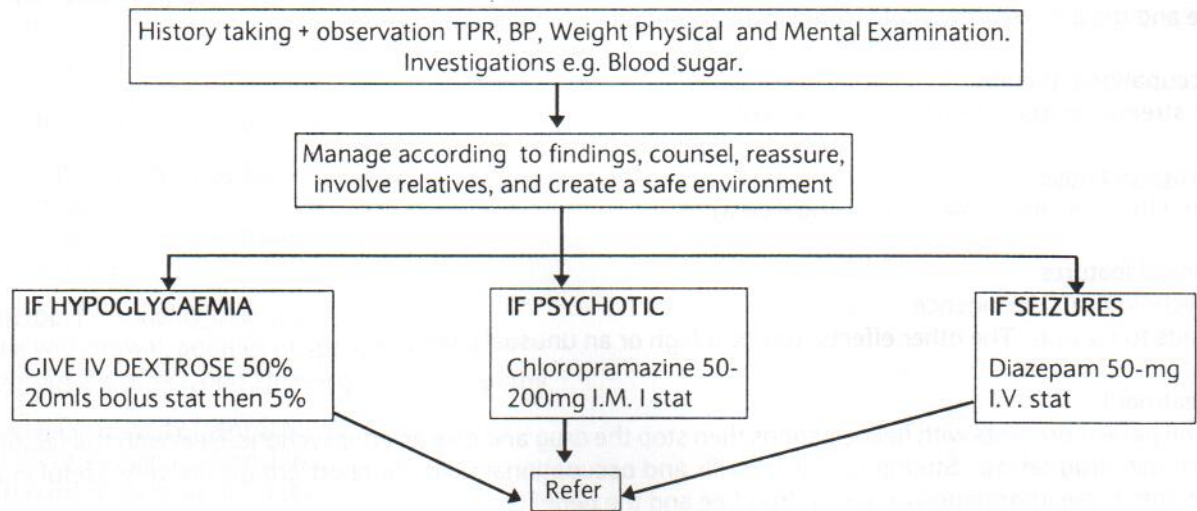 History taking + observation TPR, BP, Weight Physical and Mental Examination.
Investigations e.g. Blood sugar.
Manage according to findings, counsel, reassure,
involve relatives, and create a safe environment
IF HYPOGLYCAEMIA
GIVE IV DEXTROSE 50%
20mls bolus stat then 5%
IF PSYCHOTIC
Chloropramazine 50-
200mg I.M. I stat
IF SEIZURES
Diazepam 50-mg
I.V. stat
Refer